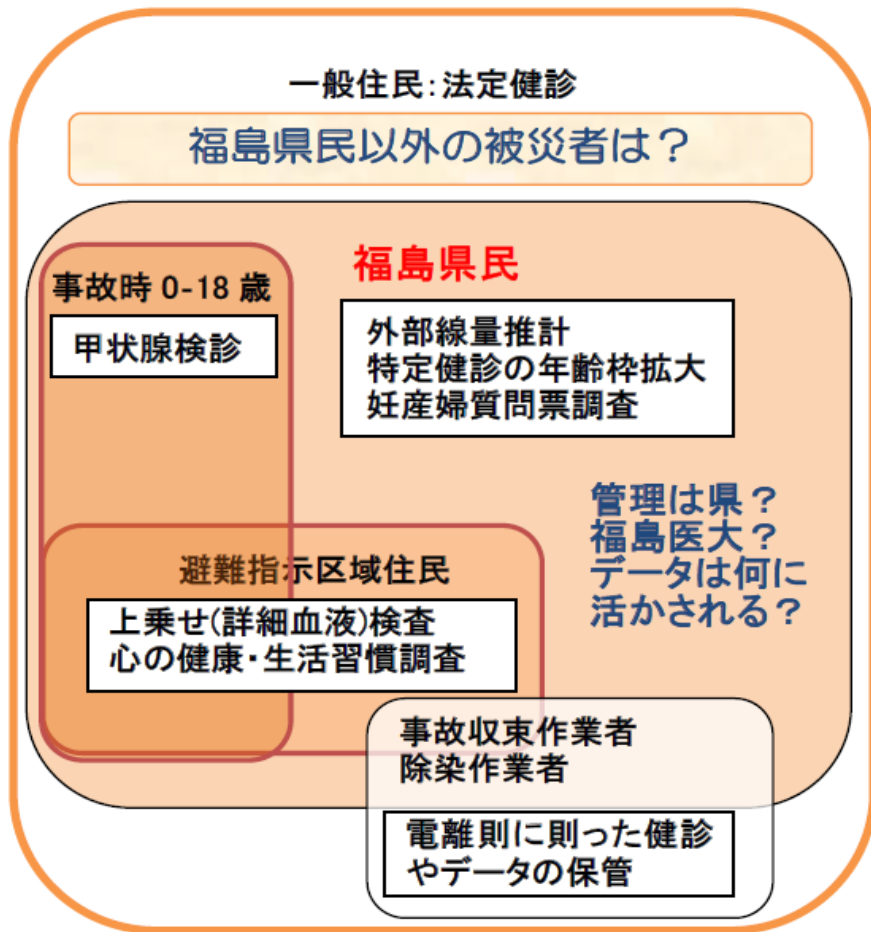 一般住民:法定健診
福島県民以外の被災者は？
事故時 0-18 歳
甲状腺検診
福島県民
外部線量推計
特定健診の年齢枠拡大
妊産婦質問票調査
管理は県？
福島医大？
データは何に
活かされる？
避難指示区域住民
上乗せ(詳細血液)検査
心の健康・生活習慣調査
事故収束作業者
除染作業者
電離則に則った健診
やデータの保管